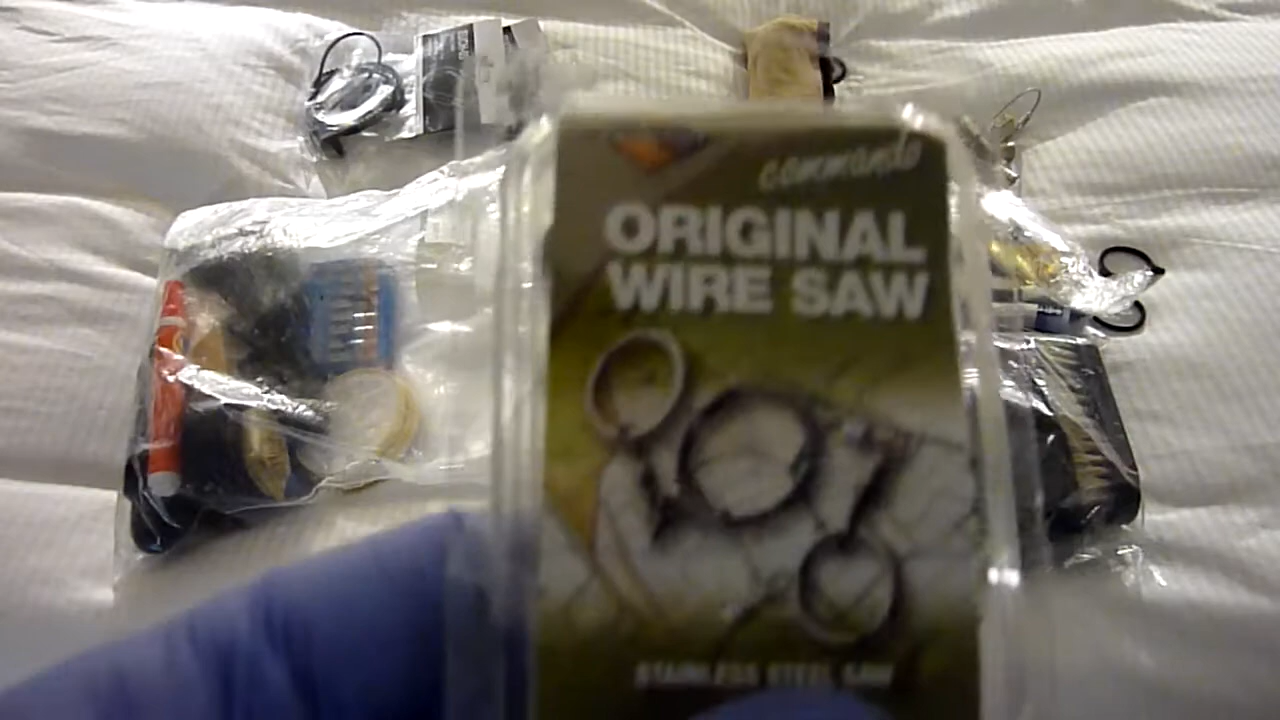 commando
ORIGINAL
WIRE SAW
STAINLESS STEEL SAW